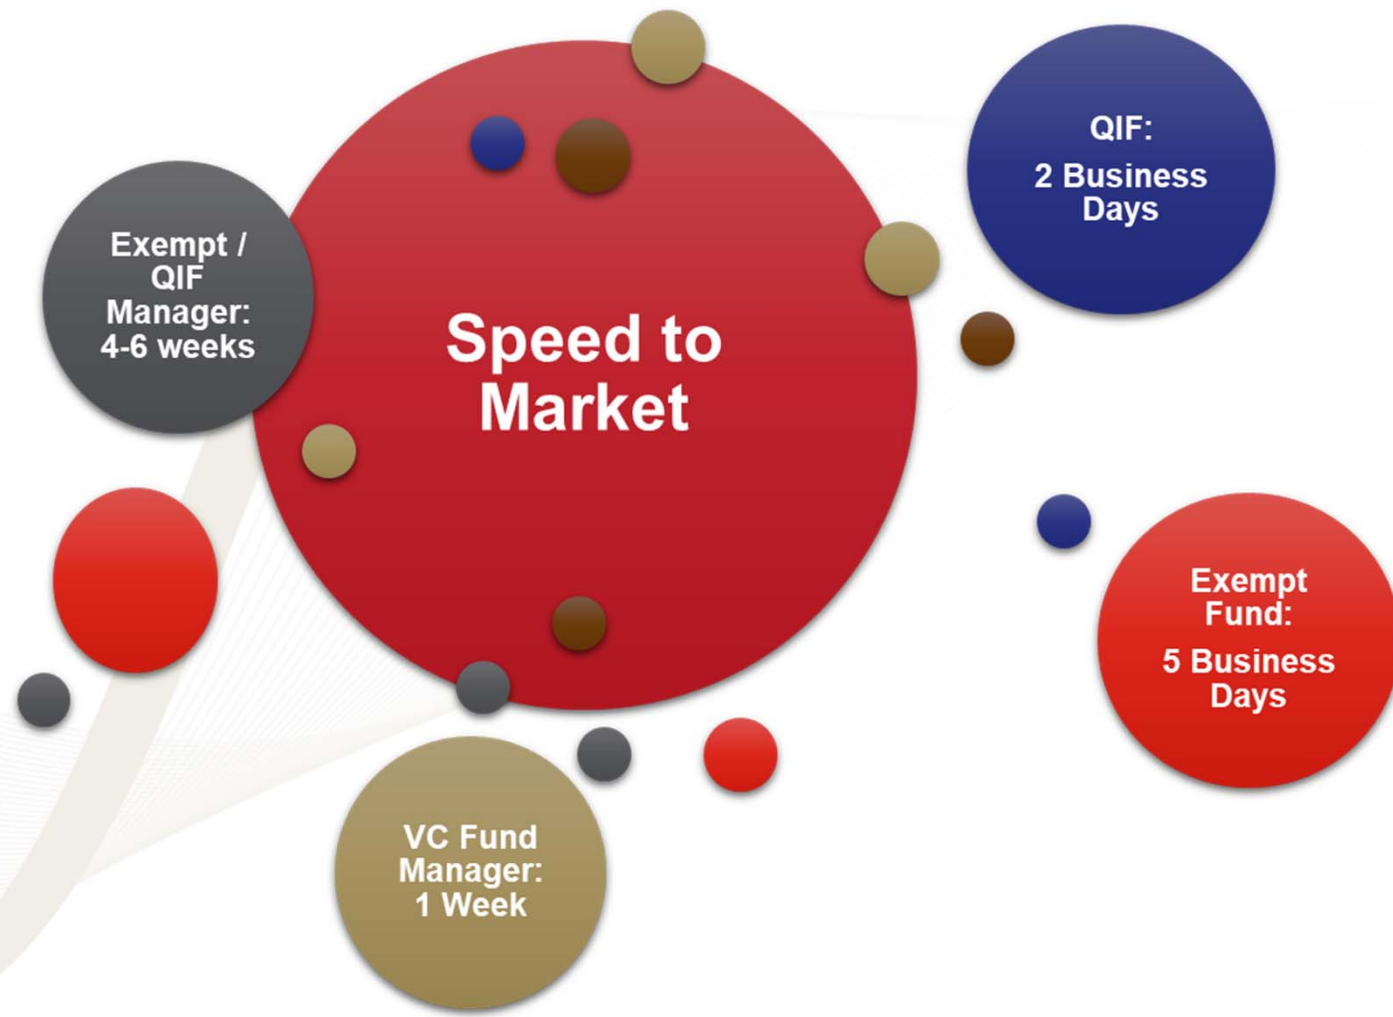 Speed to
Market
QIF:
2 Business
Days
Exempt /
QIF
Manager:
4-6 weeks
Exempt
Fund:
5 Business
Days
VC Fund
Manager:
1 Week